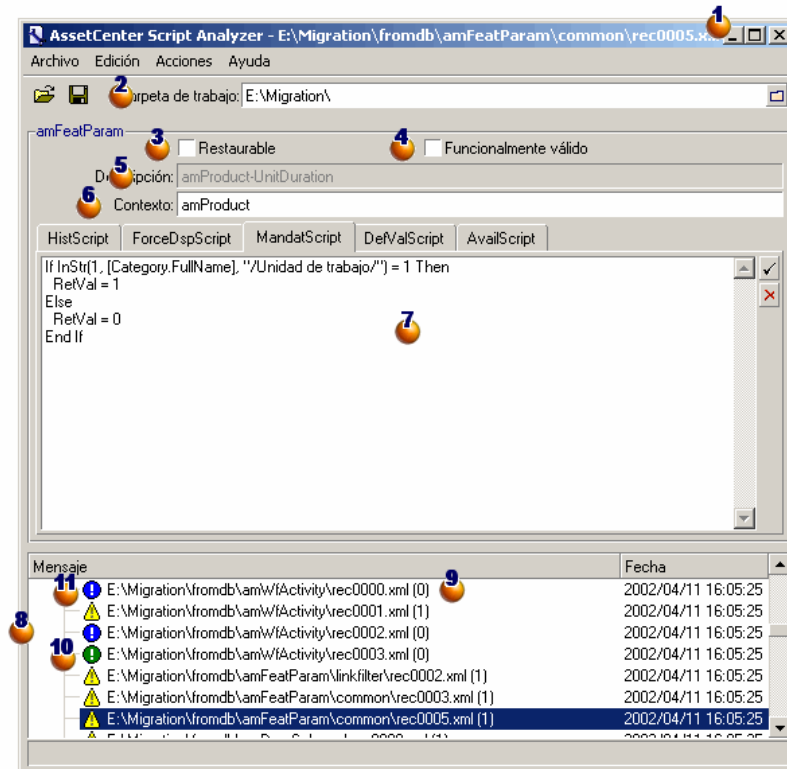 1
AssetCenter Script Analyzer - E:\Migration\fromdb\amFeatParam\common\rec0005.x
Archivo Edición Acciones Ayuda
2
arpeta de trabajo: E:\Migration\
amFeatParam
3 Restaurable 4 Funcionalmente válido
5
D ipción: amProduct-UnitDuration
6
Contexto: amProduct
HistScript ForceDspScript MandatScript DefValScript AvailScript
If InStr(1, [Category.FullName], "/Unidad de trabajo/") = 1 Then
RetVal = 1
Else
RetVal = 0
End If
7
Mensaje Fecha
11 E:\Migration\fromdb\amWfActivity\rec0000.xml (0) 9 2002/04/11 16:05:25
E:\Migration\fromdb\amWfActivity\rec0001.xml (1) 2002/04/11 16:05:25
8 E:\Migration\fromdb\amWfActivity\rec0002.xml (0) 2002/04/11 16:05:25
10 E:\Migration\fromdb\amWfActivity\rec0003.xml (0) 2002/04/11 16:05:25
E:\Migration\fromdb\amFeatParam\linkfilter\rec0002.xml (1) 2002/04/11 16:05:25
E:\Migration\fromdb\amFeatParam\common\rec0003.xml (1) 2002/04/11 16:05:25
E:\Migration\fromdb\amFeatParam\common\rec0005.xml (1) 2002/04/11 16:05:25